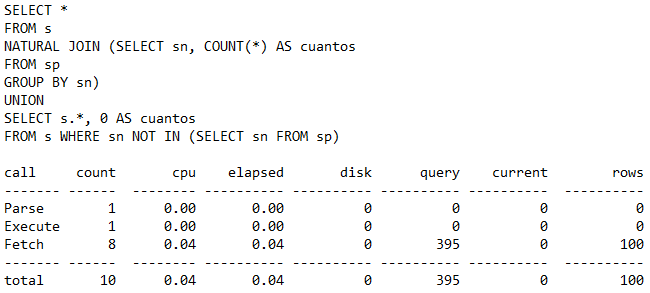 SELECT *
FROM s
NATURAL JOIN (SELECT sn, COUNT(*) AS cuantos
FROM sp
GROUP BY sn)
UNION
SELECT s.*, 0 AS cuantos
FROM s WHERE sn NOT IN (SELECT sn FROM sp)
call     count       cpu    elapsed       disk      query    current        rows
------- ------  -------- ---------- ---------- ---------- ----------  ----------
Parse        1      0.00       0.00          0          0          0           0
Execute      1      0.00       0.00          0          0          0           0
Fetch        8      0.04       0.04          0        395          0         100
------- ------  -------- ---------- ---------- ---------- ----------  ----------
total       10      0.04       0.04          0        395          0         100